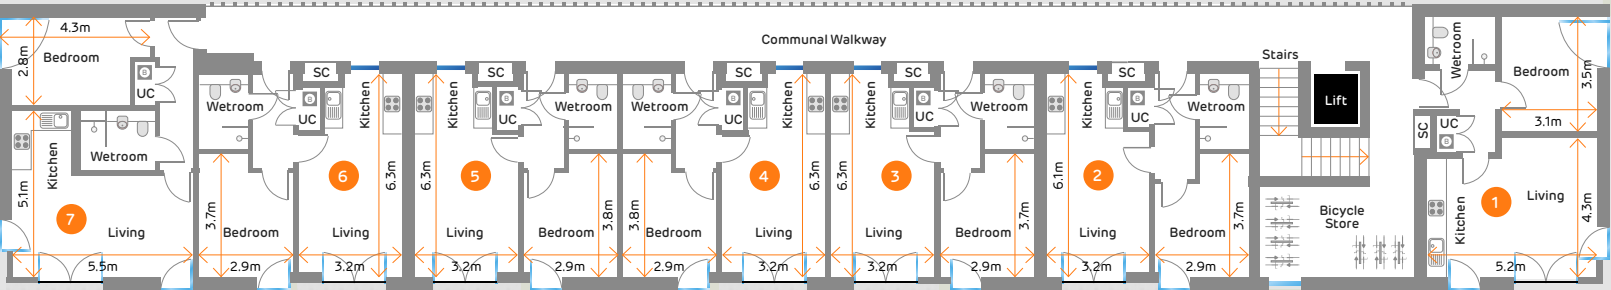 Communal Walkway
4.3m
2.8m
Bedroom
B
UC
Kitchen
Wetroom
5.1m
7
Living
5.5m
Wetroom
SC
B
UC
Kitchen
6
6.3m
3.7m
Bedroom
2.9m
Living
3.2m
SC
Kitchen
B
UC
Wetroom
5
6.3m
Living
3.2m
Bedroom
2.9m
3.8m
Wetroom
SC
B
UC
Kitchen
4
6.3m
3.8m
Bedroom
2.9m
Living
3.2m
SC
Kitchen
B
UC
Wetroom
3
6.3m
Living
3.2m
Bedroom
2.9m
3.7m
SC
Kitchen
B
UC
Wetroom
2
6.1m
Living
3.2m
Bedroom
2.9m
3.7m
Stairs
Lift
Bicycle
Store
Wetroom
Bedroom
3.5m
3.1m
SC
UC
B
Kitchen
1
Living
4.3m
5.2m